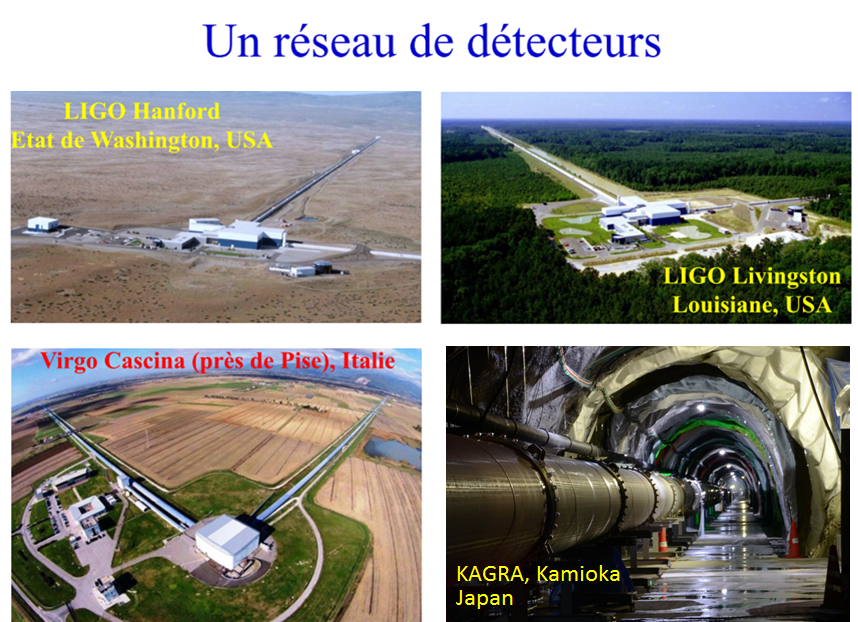 Un réseau de détecteurs
LIGO Hanford
Etat de Washington, USA
LIGO Livingston
Louisiane, USA
Virgo Cascina (près de Pise), Italie
KAGRA, Kamioka
Japan